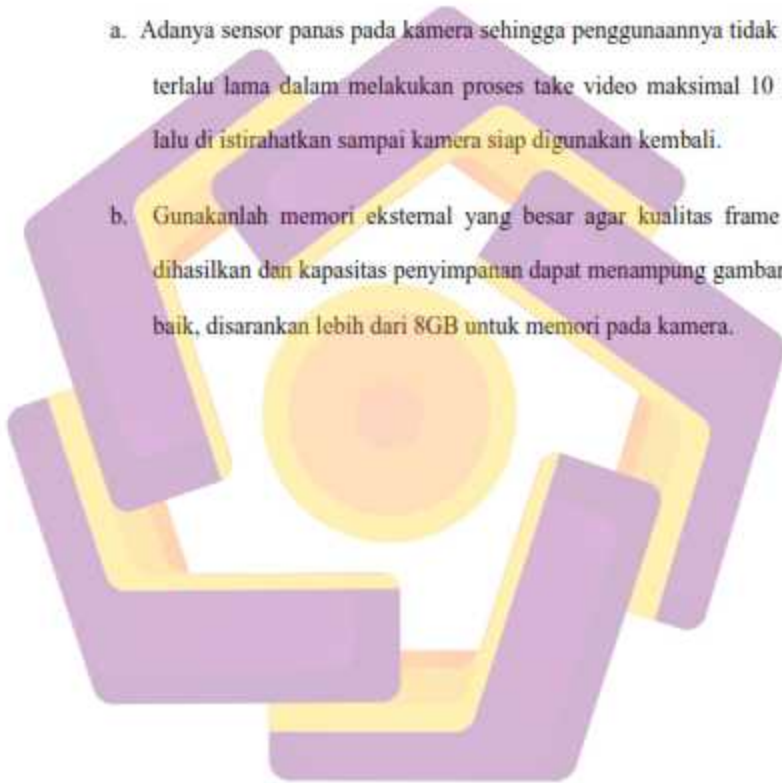 a. Adanya sensor panas pada kamera sehingga penggunaannya tidak
terlalu lama dalam melakukan proses take video maksimal 10
lalu di istirahatkan sampai kamera siap digunakan kembali.
b. Gunakanlah memori eksternal yang besar agar kualitas frame
dihasilkan dan kapasitas penyimpanan dapat menampung gambar
baik, disarankan lebih dari 8GB untuk memori pada kamera.